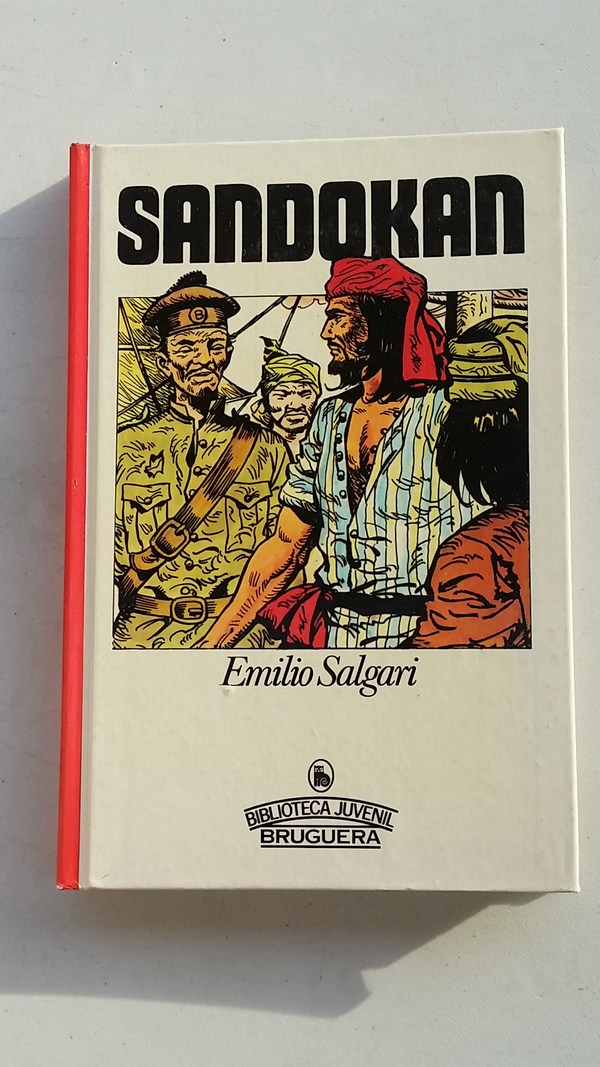 SANDOKAN
Emilio Salgari
BIBLIOTECA JUVENIL
BRUGUERA